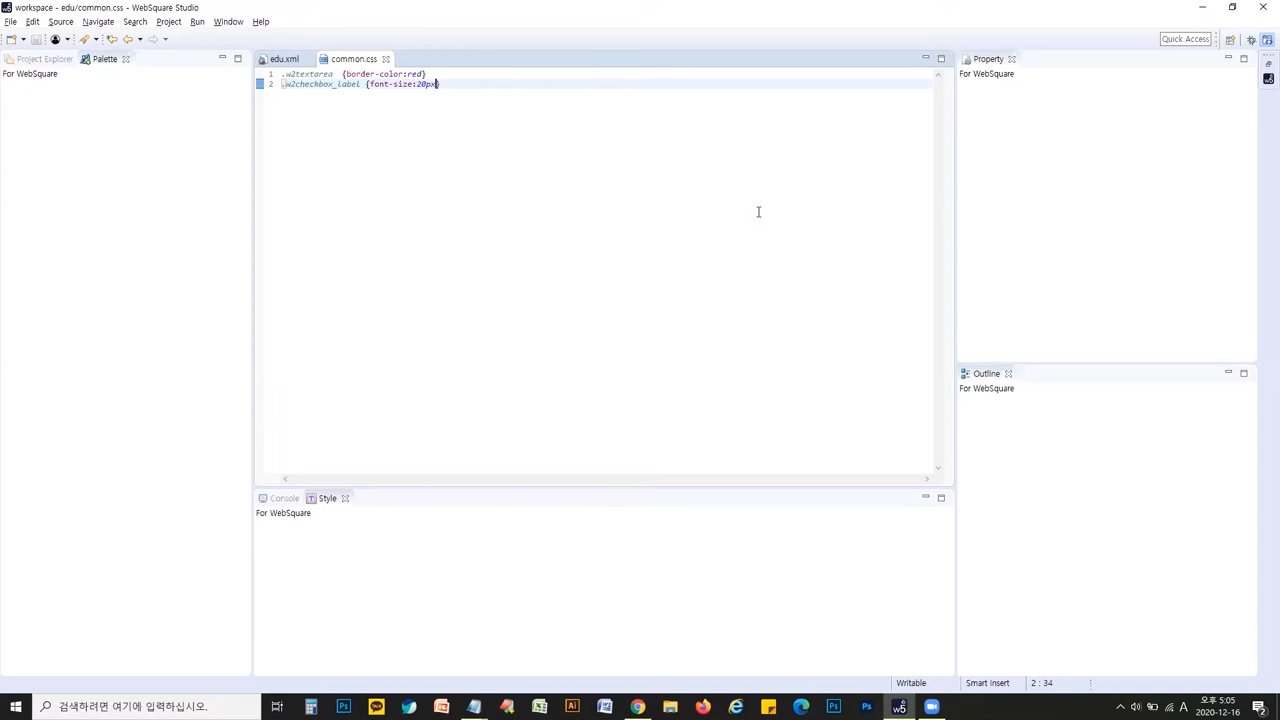 workspace - edu/common.css - WebSquare Studio
File Edit Source Navigate Search Project Run Window Help
Quick Access
Project Explorer Palette
For WebSquare
edu.xml common.css
1 .w2textarea {border-color:red}
2 .w2checkbox_label {font-size:20px}
Property
For WebSquare
Outline
For WebSquare
Console Style
For WebSquare
Writable Smart Insert 2 : 34
검색하려면 여기에 입력하십시오.
A
오후 5:05
2020-12-16